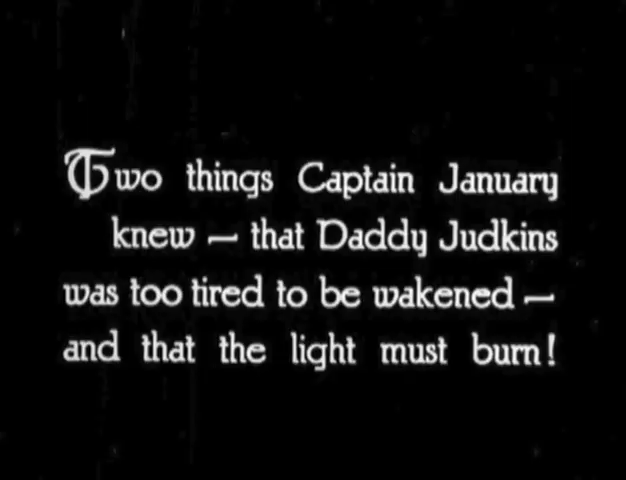 Two things Captain January
knew — that Daddy Judkins
was too tired to be wakened —
and that the light must burn!